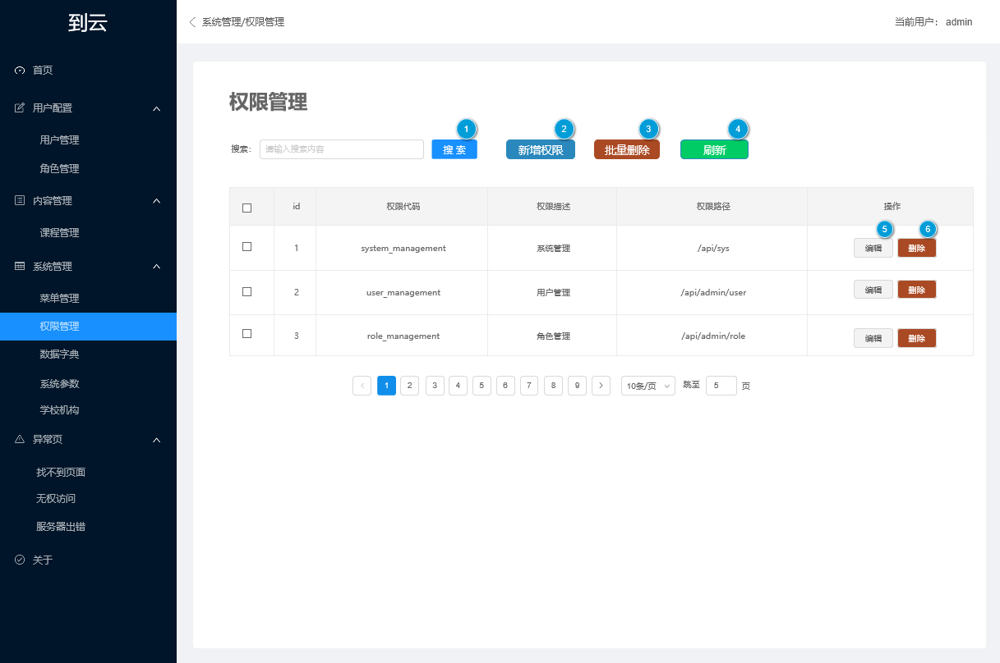 到云
系统管理/权限管理
当前用户： admin
首页
用户配置
用户管理
角色管理
内容管理
课程管理
系统管理
菜单管理
权限管理
数据字典
系统参数
学校机构
异常页
找不到页面
无权访问
服务器出错
关于
权限管理
1 2 3 4
搜索： 请输入搜索内容 搜 索 新增权限 批量删除 刷新
id 权限代码 权限描述 权限路径 操作
5 6
1 system_management 系统管理 /api/sys 编辑 删除
2 user_management 用户管理 /api/admin/user 编辑 删除
3 role_management 角色管理 /api/admin/role 编辑 删除
1 2 3 4 5 6 7 8 9 10条/页 跳至 5 页